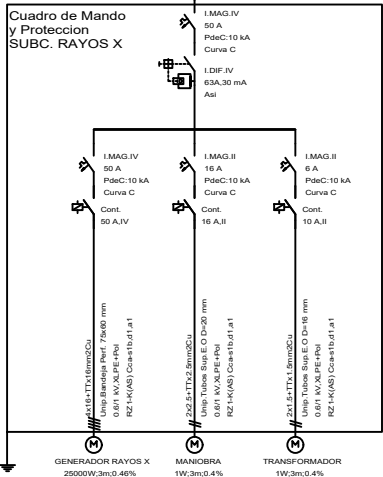 Cuadro de Mando
y Proteccion
SUBC. RAYOS X
I.MAG.IV
50 A
PdeC:10 kA
Curva C
I.DIF.IV
63A,30 mA
Asi
I.MAG.IV
50 A
PdeC:10 kA
Curva C
Cont.
50 A,IV
I.MAG.II
16 A
PdeC:10 kA
Curva C
Cont.
16 A,II
I.MAG.II
6 A
PdeC:10 kA
Curva C
Cont.
10 A,II
4x16+TTx16mm2Cu
Unip.Bandeja Perf. 75x60 mm
0.6/1 kV,XLPE+Pol
RZ1-K(AS) Cca-s1b,d1,a1
2x2.5+TTx2.5mm2Cu
Unip.Tubos Sup.E.O D=20 mm
0.6/1 kV,XLPE+Pol
RZ1-K(AS) Cca-s1b,d1,a1
2x1.5+TTx1.5mm2Cu
Unip.Tubos Sup.E.O D=16 mm
0.6/1 kV,XLPE+Pol
RZ1-K(AS) Cca-s1b,d1,a1
M
M
M
GENERADOR RAYOS X
25000W;3m;0.46%
MANIOBRA
1W;3m;0.4%
TRANSFORMADOR
1W;3m;0.4%